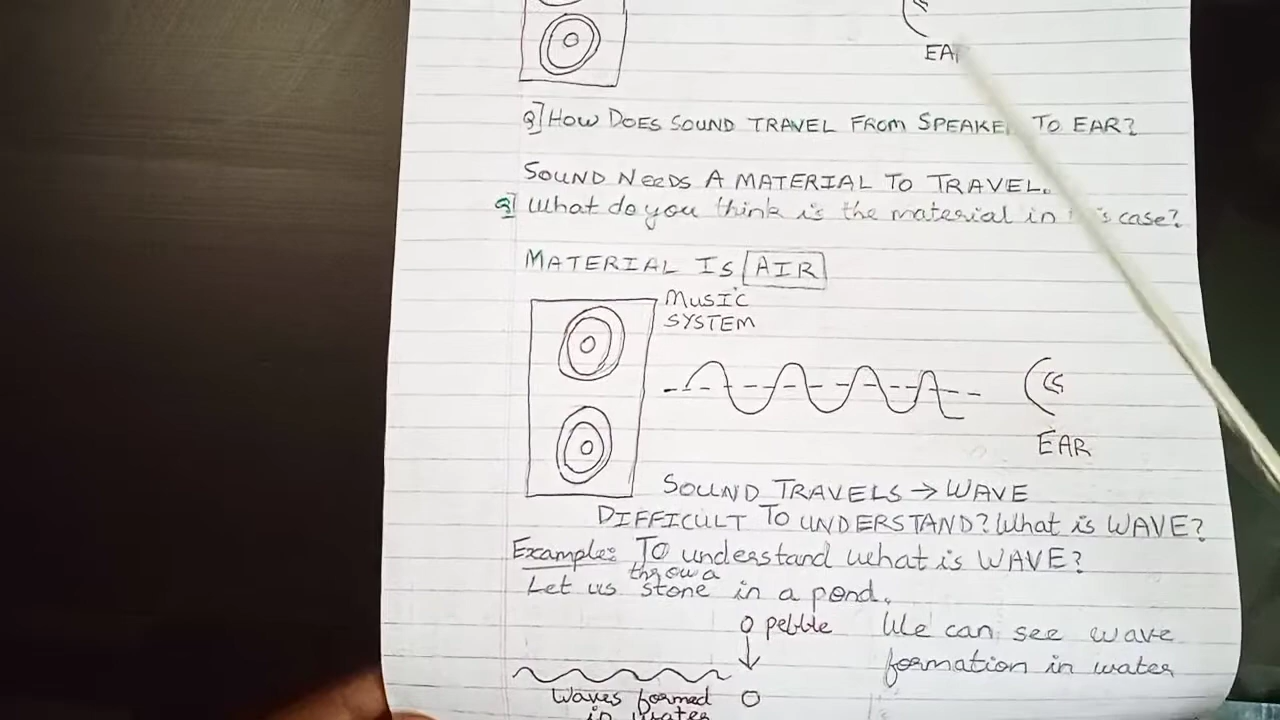 EAR
Q] HOW DOES SOUND TRAVEL FROM SPEAKER TO EAR?
SOUND NEEDS A MATERIAL TO TRAVEL.
Q] What do you think is the material in this case?
MATERIAL IS AIR
MUSIC
SYSTEM
EAR
SOUND TRAVELS → WAVE
DIFFICULT TO UNDERSTAND? What is WAVE?
Example: TO understand what is WAVE?
Let us throw a stone in a pond.
pebble
We can see wave
formation in water
Waves formed
in water